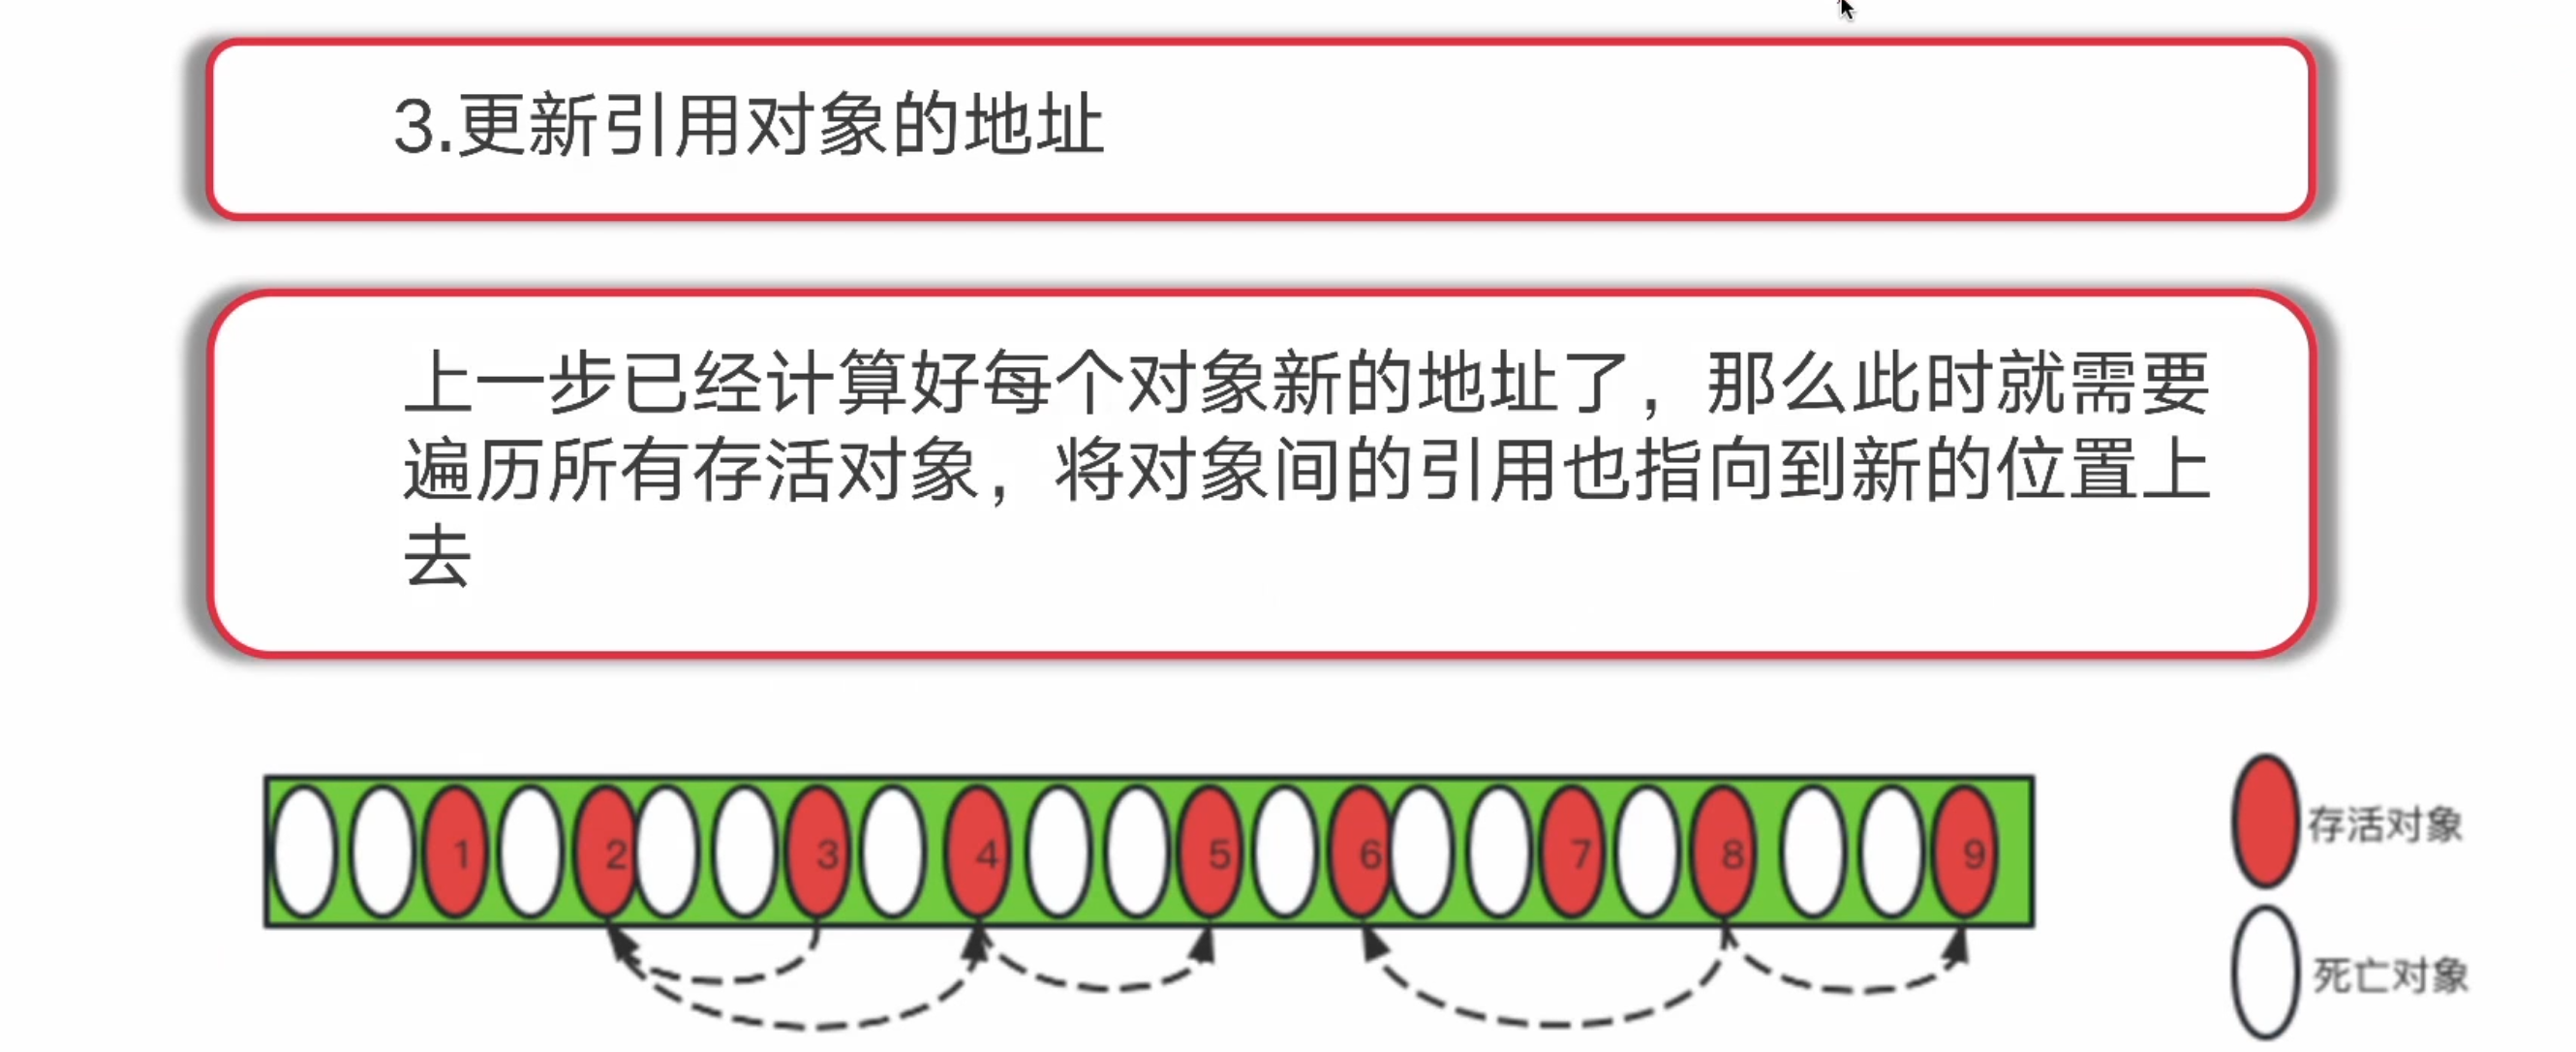 3.更新引用对象的地址
上一步已经计算好每个对象新的地址了，那么此时就需要
遍历所有存活对象，将对象间的引用也指向到新的位置上
去
1 2 3 4 5 6 7 8 9
存活对象
死亡对象